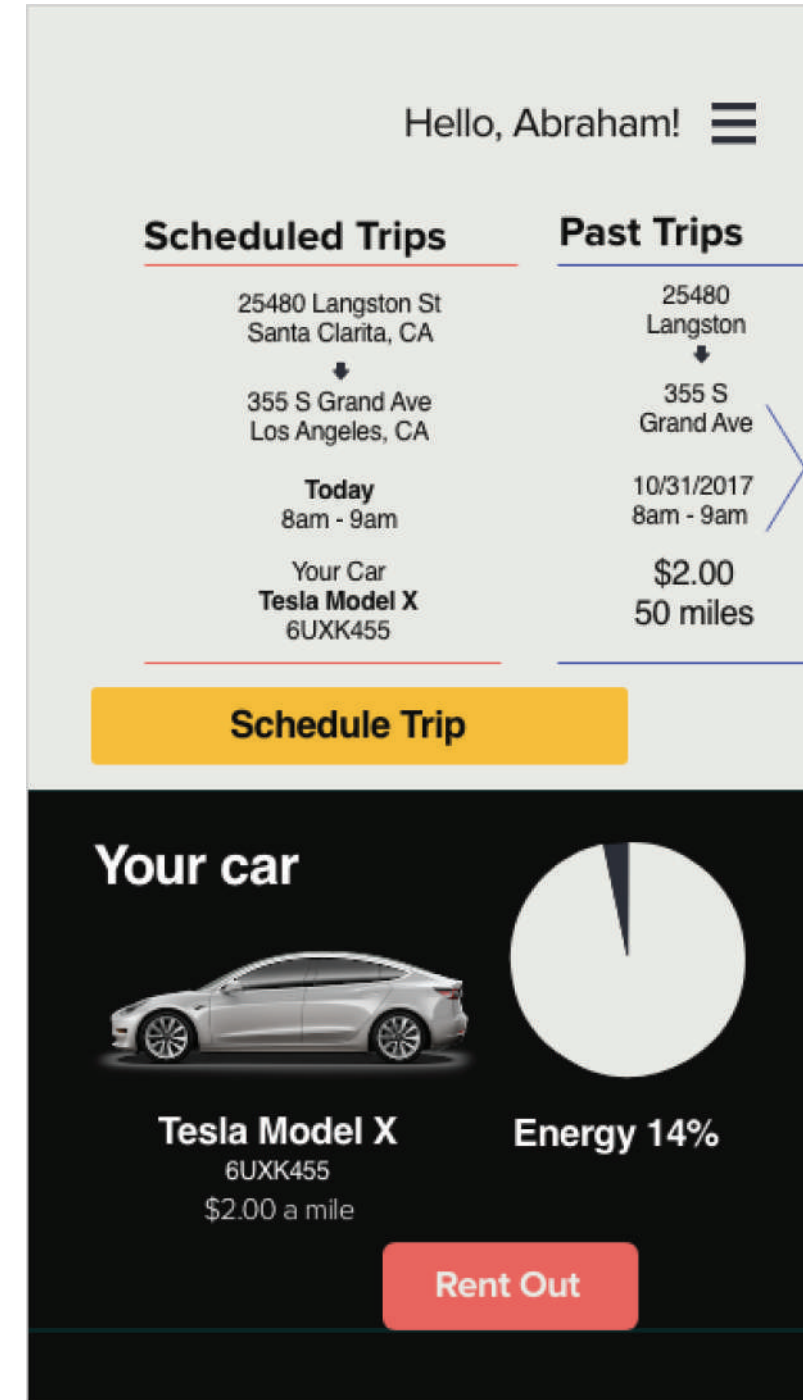 Hello, Abraham!
Scheduled Trips
25480 Langston St
Santa Clarita, CA
355 S Grand Ave
Los Angeles, CA
Today
8am - 9am
Your Car
Tesla Model X
6UXK455
Past Trips
25480
Langston
355 S
Grand Ave
10/31/2017
8am - 9am
$2.00
50 miles
Schedule Trip
Your car
Tesla Model X
6UXK455
$2.00 a mile
Energy 14%
Rent Out